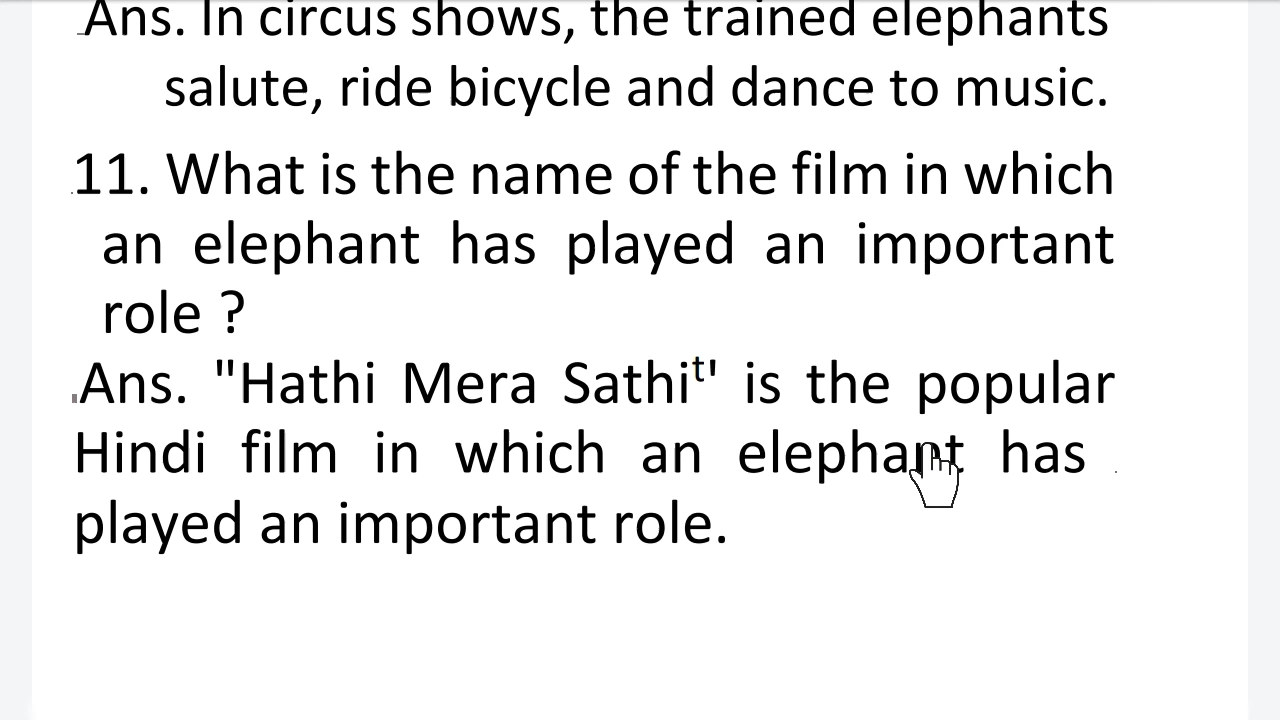 Ans. In circus shows, the trained elephants
salute, ride bicycle and dance to music.
11. What is the name of the film in which
an elephant has played an important
role ?
Ans. "Hathi Mera Sathiᵗ' is the popular
Hindi film in which an elephant has
played an important role.